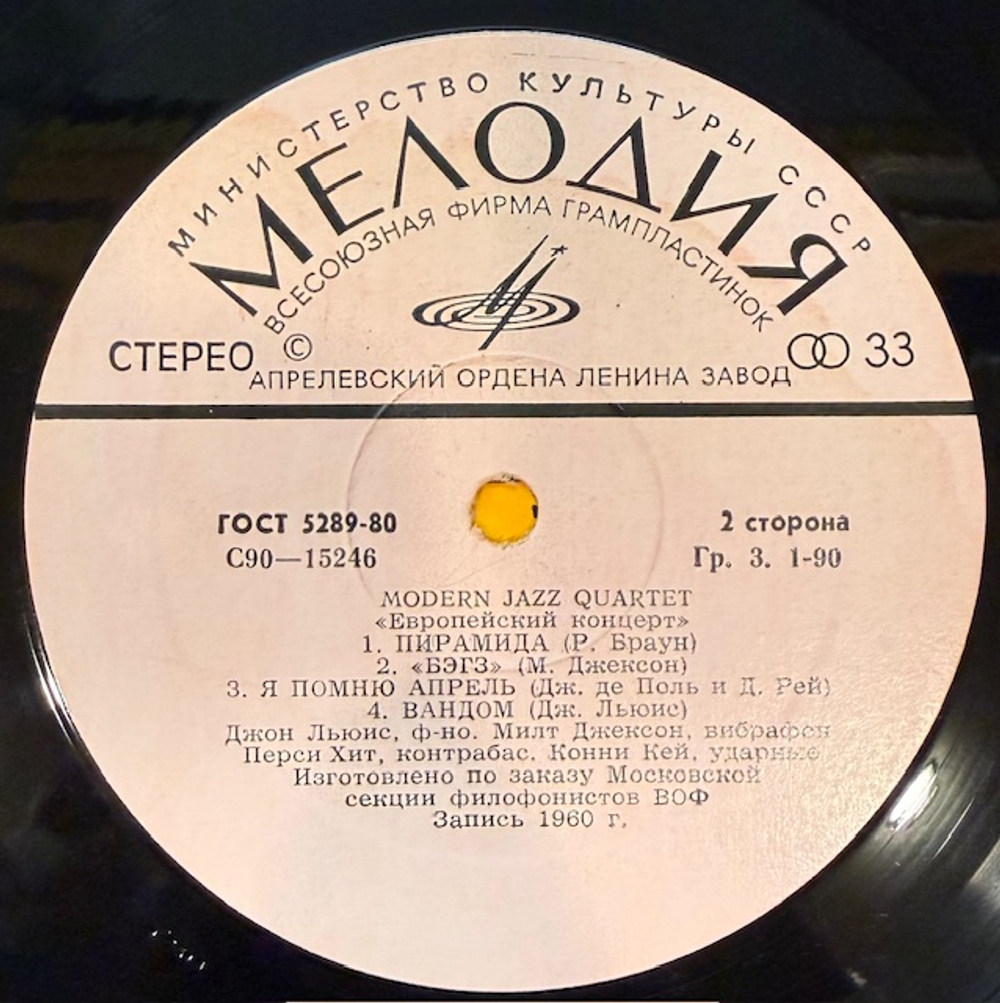 МИНИСТЕРСТВО КУЛЬТУРЫ СССР
МЕЛОДИЯ
ВСЕСОЮЗНАЯ ФИРМА ГРАМПЛАСТИНОК
СТЕРЕО © 33
АПРЕЛЕВСКИЙ ОРДЕНА ЛЕНИНА ЗАВОД
ГОСТ 5289-80 2 сторона
С90—15246 Гр. 3. 1-90
MODERN JAZZ QUARTET
«Европейский концерт»
1. ПИРАМИДА (Р. Браун)
2. «БЭГЗ» (М. Джексон)
3. Я ПОМНЮ АПРЕЛЬ (Дж. де Поль и Д. Рей)
4. ВАНДОМ (Дж. Льюис)
Джон Льюис, ф-но. Милт Джексон, вибрафон
Перси Хит, контрабас. Конни Кей, ударные
Изготовлено по заказу Московской
секции филофонистов ВОФ
Запись 1960 г.